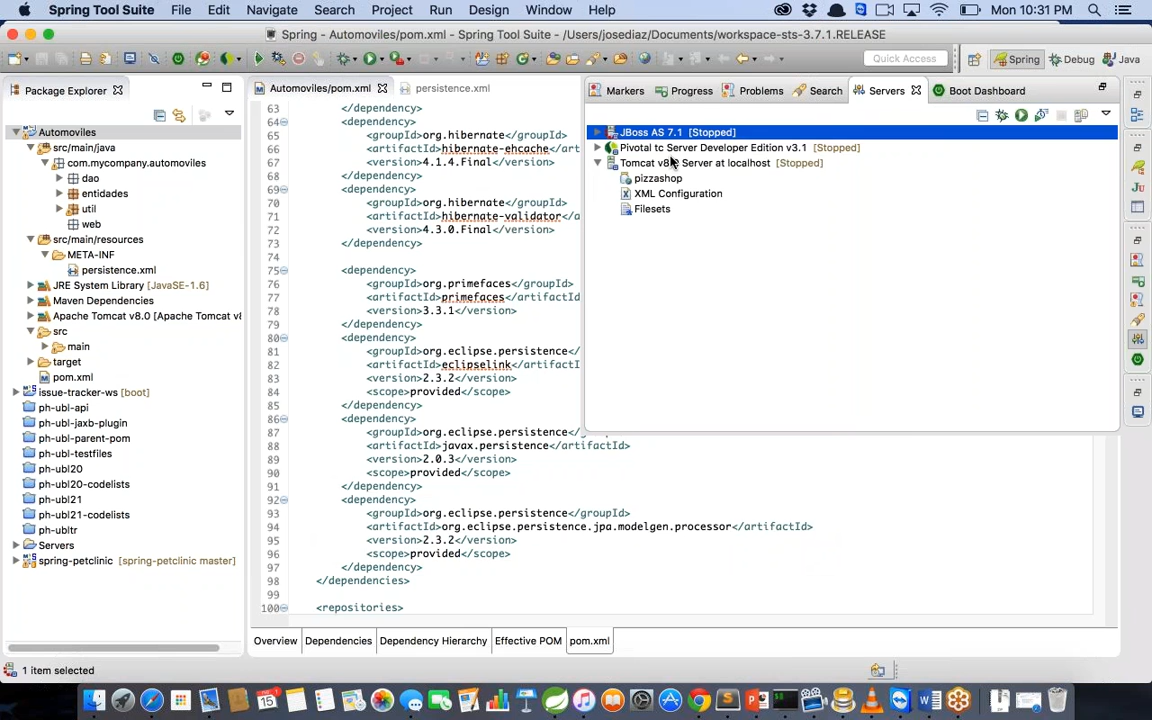 Spring Tool Suite File Edit Navigate Search Project Run Design Window Help Mon 10:31 PM
Spring - Automoviles/pom.xml - Spring Tool Suite - /Users/josediaz/Documents/workspace-sts-3.7.1.RELEASE
Quick Access Spring Debug Java
Package Explorer
Automoviles
src/main/java
com.mycompany.automoviles
dao
entidades
util
web
src/main/resources
META-INF
persistence.xml
JRE System Library [JavaSE-1.6]
Maven Dependencies
Apache Tomcat v8.0 [Apache Tomcat v8
src
main
target
pom.xml
issue-tracker-ws [boot]
ph-ubl-api
ph-ubl-jaxb-plugin
ph-ubl-parent-pom
ph-ubl-testfiles
ph-ubl20
ph-ubl20-codelists
ph-ubl21
ph-ubl21-codelists
ph-ubltr
Servers
spring-petclinic [spring-petclinic master]
Automoviles/pom.xml persistence.xml
63 </dependency>
64 <dependency>
65 <groupId>org.hibernate</groupId>
66 <artifactId>hibernate-ehcache</art
67 <version>4.1.4.Final</version>
68 </dependency>
69 <dependency>
70 <groupId>org.hibernate</groupId>
71 <artifactId>hibernate-validator</a
72 <version>4.3.0.Final</version>
73 </dependency>
74
75 <dependency>
76 <groupId>org.primefaces</groupId>
77 <artifactId>primefaces</artifactId
78 <version>3.3.1</version>
79 </dependency>
80 <dependency>
81 <groupId>org.eclipse.persistence</
82 <artifactId>eclipselink</artifactI
83 <version>2.3.2</version>
84 <scope>provided</scope>
85 </dependency>
86 <dependency>
87 <groupId>org.eclipse.persistence</g
88 <artifactId>javax.persistence</artifactId>
89 <version>2.0.3</version>
90 <scope>provided</scope>
91 </dependency>
92 <dependency>
93 <groupId>org.eclipse.persistence</groupId>
94 <artifactId>org.eclipse.persistence.jpa.modelgen.processor</artifactId>
95 <version>2.3.2</version>
96 <scope>provided</scope>
97 </dependency>
98 </dependencies>
99
100 <repositories>
Overview Dependencies Dependency Hierarchy Effective POM pom.xml
Markers Progress Problems Search Servers Boot Dashboard
JBoss AS 7.1 [Stopped]
Pivotal tc Server Developer Edition v3.1 [Stopped]
Tomcat v8 Server at localhost [Stopped]
pizzashop
XML Configuration
Filesets
1 item selected